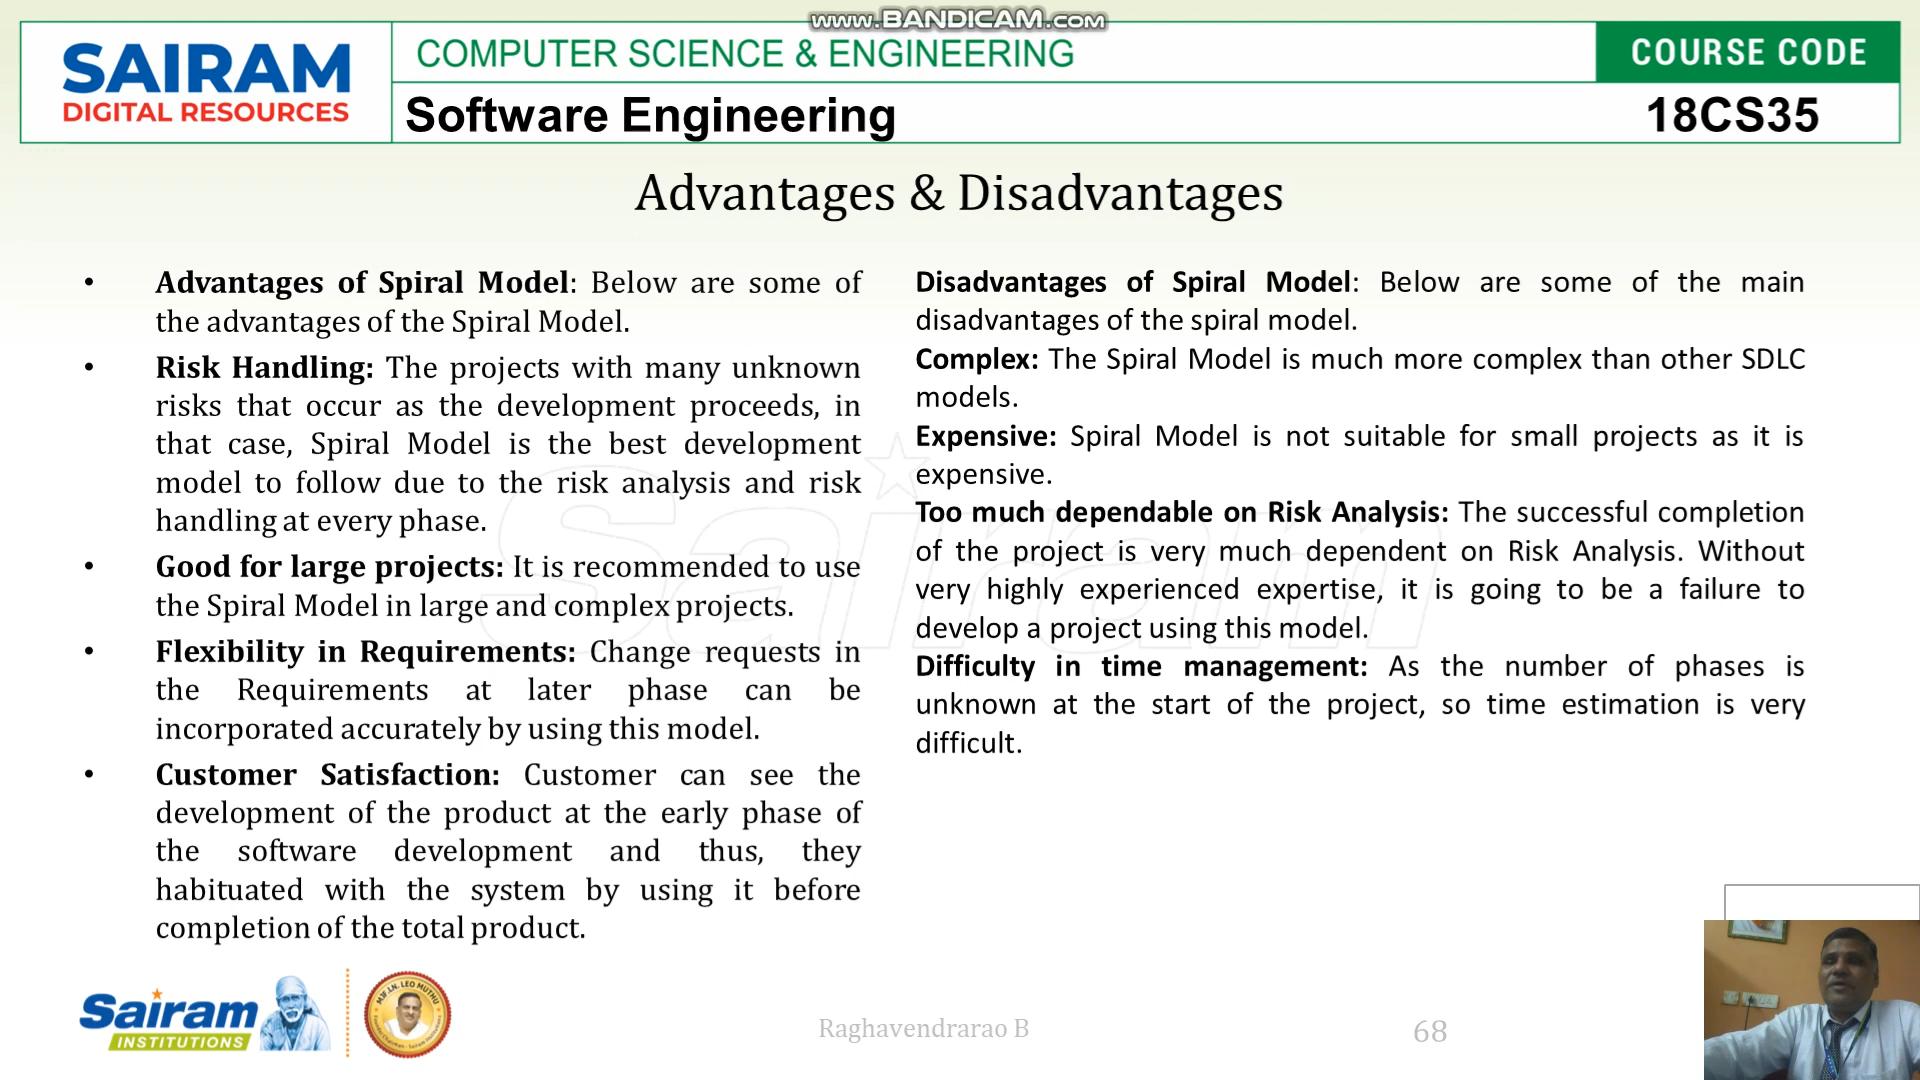 www.BANDICAM.com
SAIRAM
DIGITAL RESOURCES
COMPUTER SCIENCE & ENGINEERING
COURSE CODE
Software Engineering
18CS35
Advantages & Disadvantages
• Advantages of Spiral Model: Below are some of
the advantages of the Spiral Model.
• Risk Handling: The projects with many unknown
risks that occur as the development proceeds, in
that case, Spiral Model is the best development
model to follow due to the risk analysis and risk
handling at every phase.
• Good for large projects: It is recommended to use
the Spiral Model in large and complex projects.
• Flexibility in Requirements: Change requests in
the Requirements at later phase can be
incorporated accurately by using this model.
• Customer Satisfaction: Customer can see the
development of the product at the early phase of
the software development and thus, they
habituated with the system by using it before
completion of the total product.
Disadvantages of Spiral Model: Below are some of the main
disadvantages of the spiral model.
Complex: The Spiral Model is much more complex than other SDLC
models.
Expensive: Spiral Model is not suitable for small projects as it is
expensive.
Too much dependable on Risk Analysis: The successful completion
of the project is very much dependent on Risk Analysis. Without
very highly experienced expertise, it is going to be a failure to
develop a project using this model.
Difficulty in time management: As the number of phases is
unknown at the start of the project, so time estimation is very
difficult.
Sairam
Sairam
INSTITUTIONS
MJF.LN. LEO MUTHU
Raghavendrarao B
68